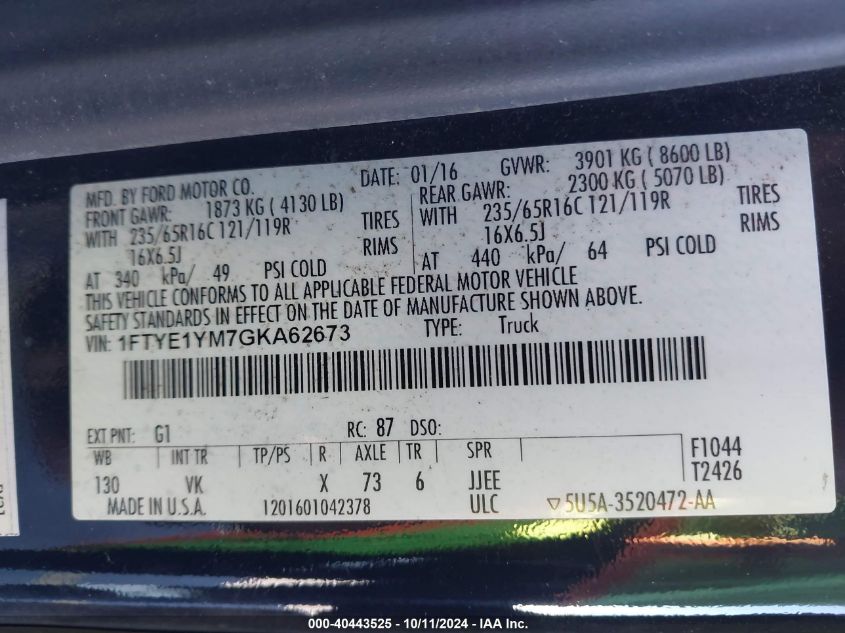 MFD. BY FORD MOTOR CO. DATE: 01/16 GVWR: 3901 KG ( 8600 LB)
FRONT GAWR: 1873 KG ( 4130 LB) REAR GAWR: 2300 KG ( 5070 LB)
WITH 235/65R16C 121/119R TIRES WITH 235/65R16C 121/119R TIRES
16X6.5J RIMS 16X6.5J RIMS
AT 340 kPa/ 49 PSI COLD AT 440 kPa/ 64 PSI COLD
THIS VEHICLE CONFORMS TO ALL APPLICABLE FEDERAL MOTOR VEHICLE
SAFETY STANDARDS IN EFFECT ON THE DATE OF MANUFACTURE SHOWN ABOVE.
VIN: 1FTYE1YM7GKA62673 TYPE: Truck
EXT PNT: G1 RC: 87 DSO:
WB INT TR TP/PS R AXLE TR SPR F1044
130 VK X 73 6 JJEE T2426
MADE IN U.S.A. 1201601042378 ULC ▽5U5A-3520472-AA
000-40443525 - 10/11/2024 - IAA Inc.